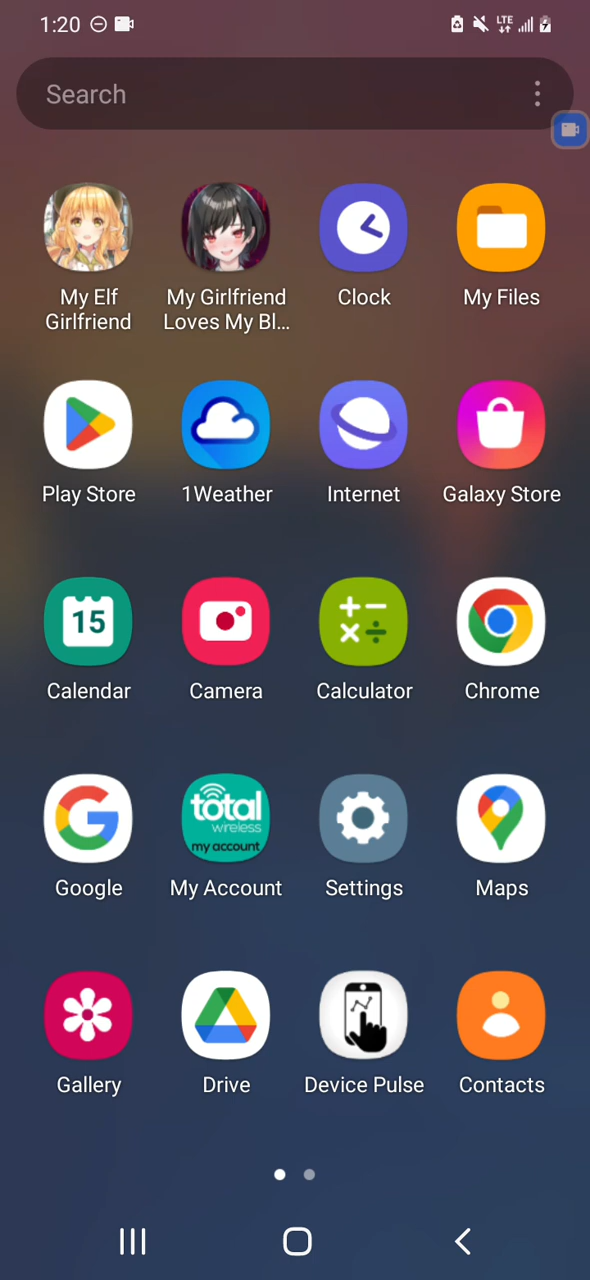 1:20
LTE
Search
My Elf
Girlfriend
My Girlfriend
Loves My Bl...
Clock
My Files
Play Store
1Weather
Internet
Galaxy Store
15
Calendar
Camera
Calculator
Chrome
G
Google
total
wireless
my account
My Account
Settings
Maps
Gallery
Drive
Device Pulse
Contacts